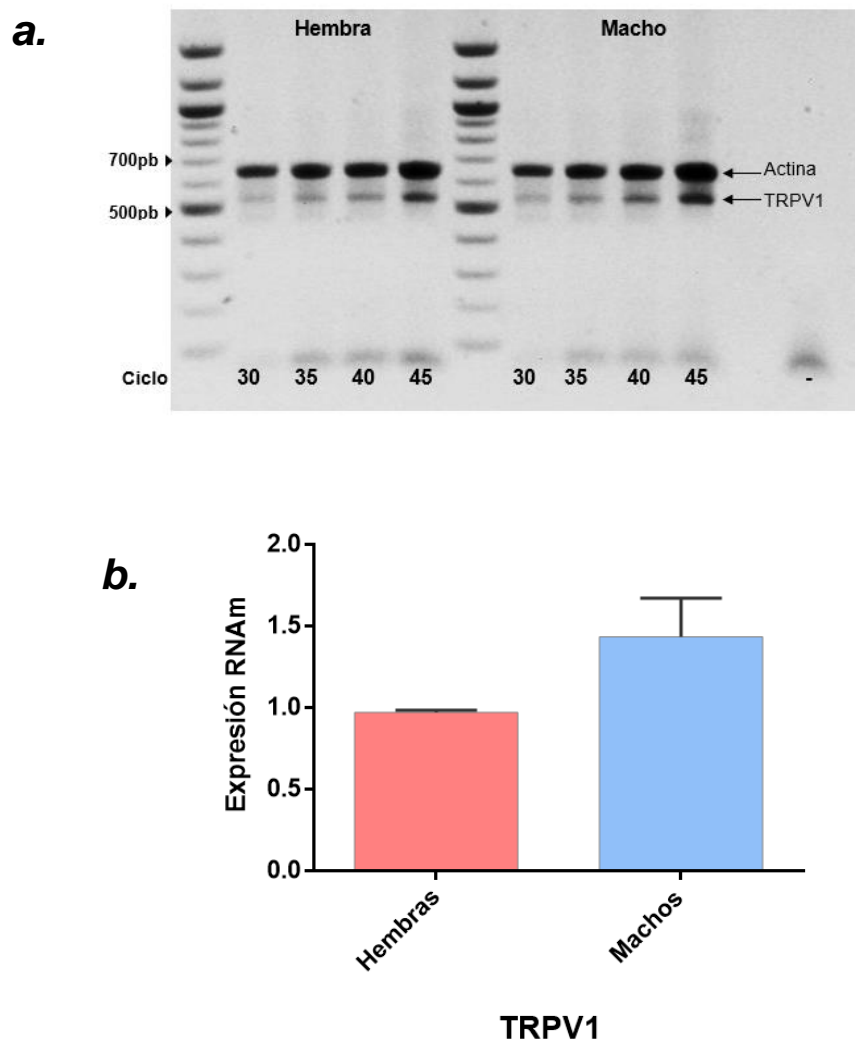 a.
Hembra
Macho
700pb
500pb
Actina
TRPV1
Ciclo 30 35 40 45 30 35 40 45 -
b.
Expresión RNAm
2.0
1.5
1.0
0.5
0.0
Hembras
Machos
TRPV1